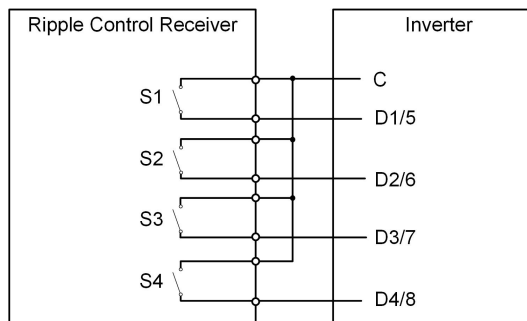 Ripple Control Receiver
Inverter
C
S1
D1/5
S2
D2/6
S3
D3/7
S4
D4/8